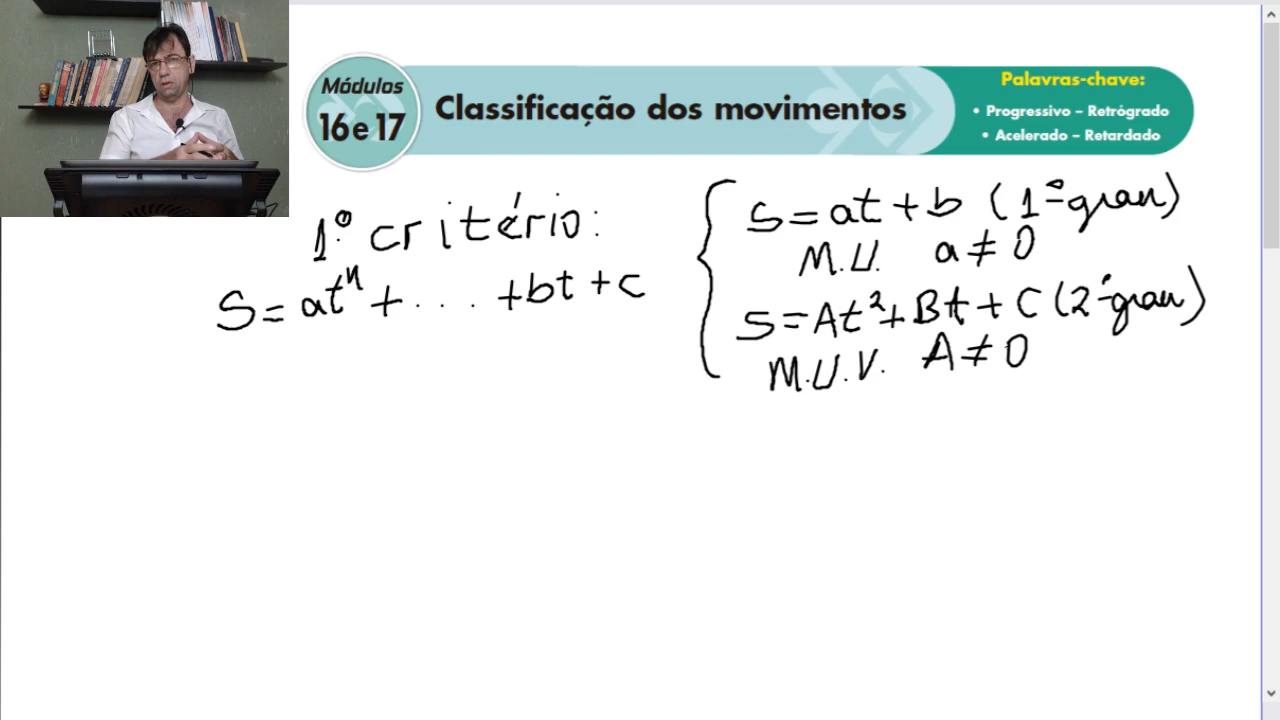 Módulos
16 e 17
Classificação dos movimentos
Palavras-chave:
• Progressivo – Retrógrado
• Acelerado – Retardado
1.º critério:
S = atⁿ + . . . . + bt + c
S = at + b (1º grau)
M.U. a ≠ 0
S = At² + Bt + C (2º grau)
M.U.V. A ≠ 0